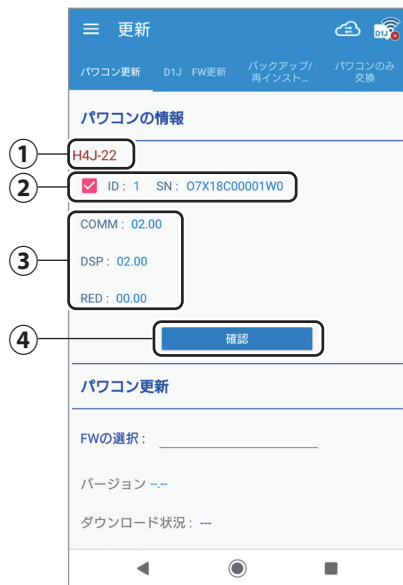 更新
D1J
パワコン更新 D1J FW更新 バックアップ/再インスト... パワコンのみ交換
パワコンの情報
① H4J-22
② ID: 1 SN: O7X18C00001W0
③ COMM: 02.00
DSP: 02.00
RED: 00.00
④ 確認
パワコン更新
FWの選択:
バージョン --.--
ダウンロード状況: ---